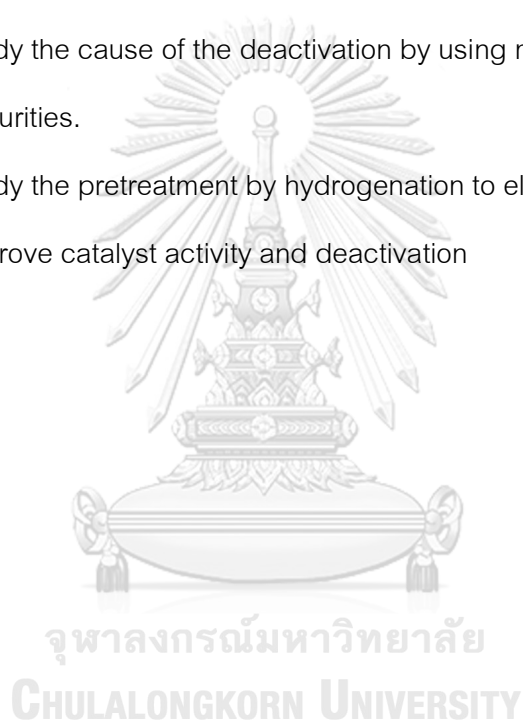 dy the cause of the deactivation by using r
urities.
dy the pretreatment by hydrogenation to el
rove catalyst activity and deactivation
จุฬาลงกรณ์มหาวิทยาลัย
CHULALONGKORN UNIVERSITY